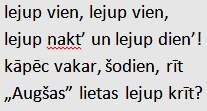 lejup vien, lejup vien,
lejup nakt’ un lejup dien’!
kāpēc vakar, šodien, rīt
„Augšas” lietas lejup krīt?